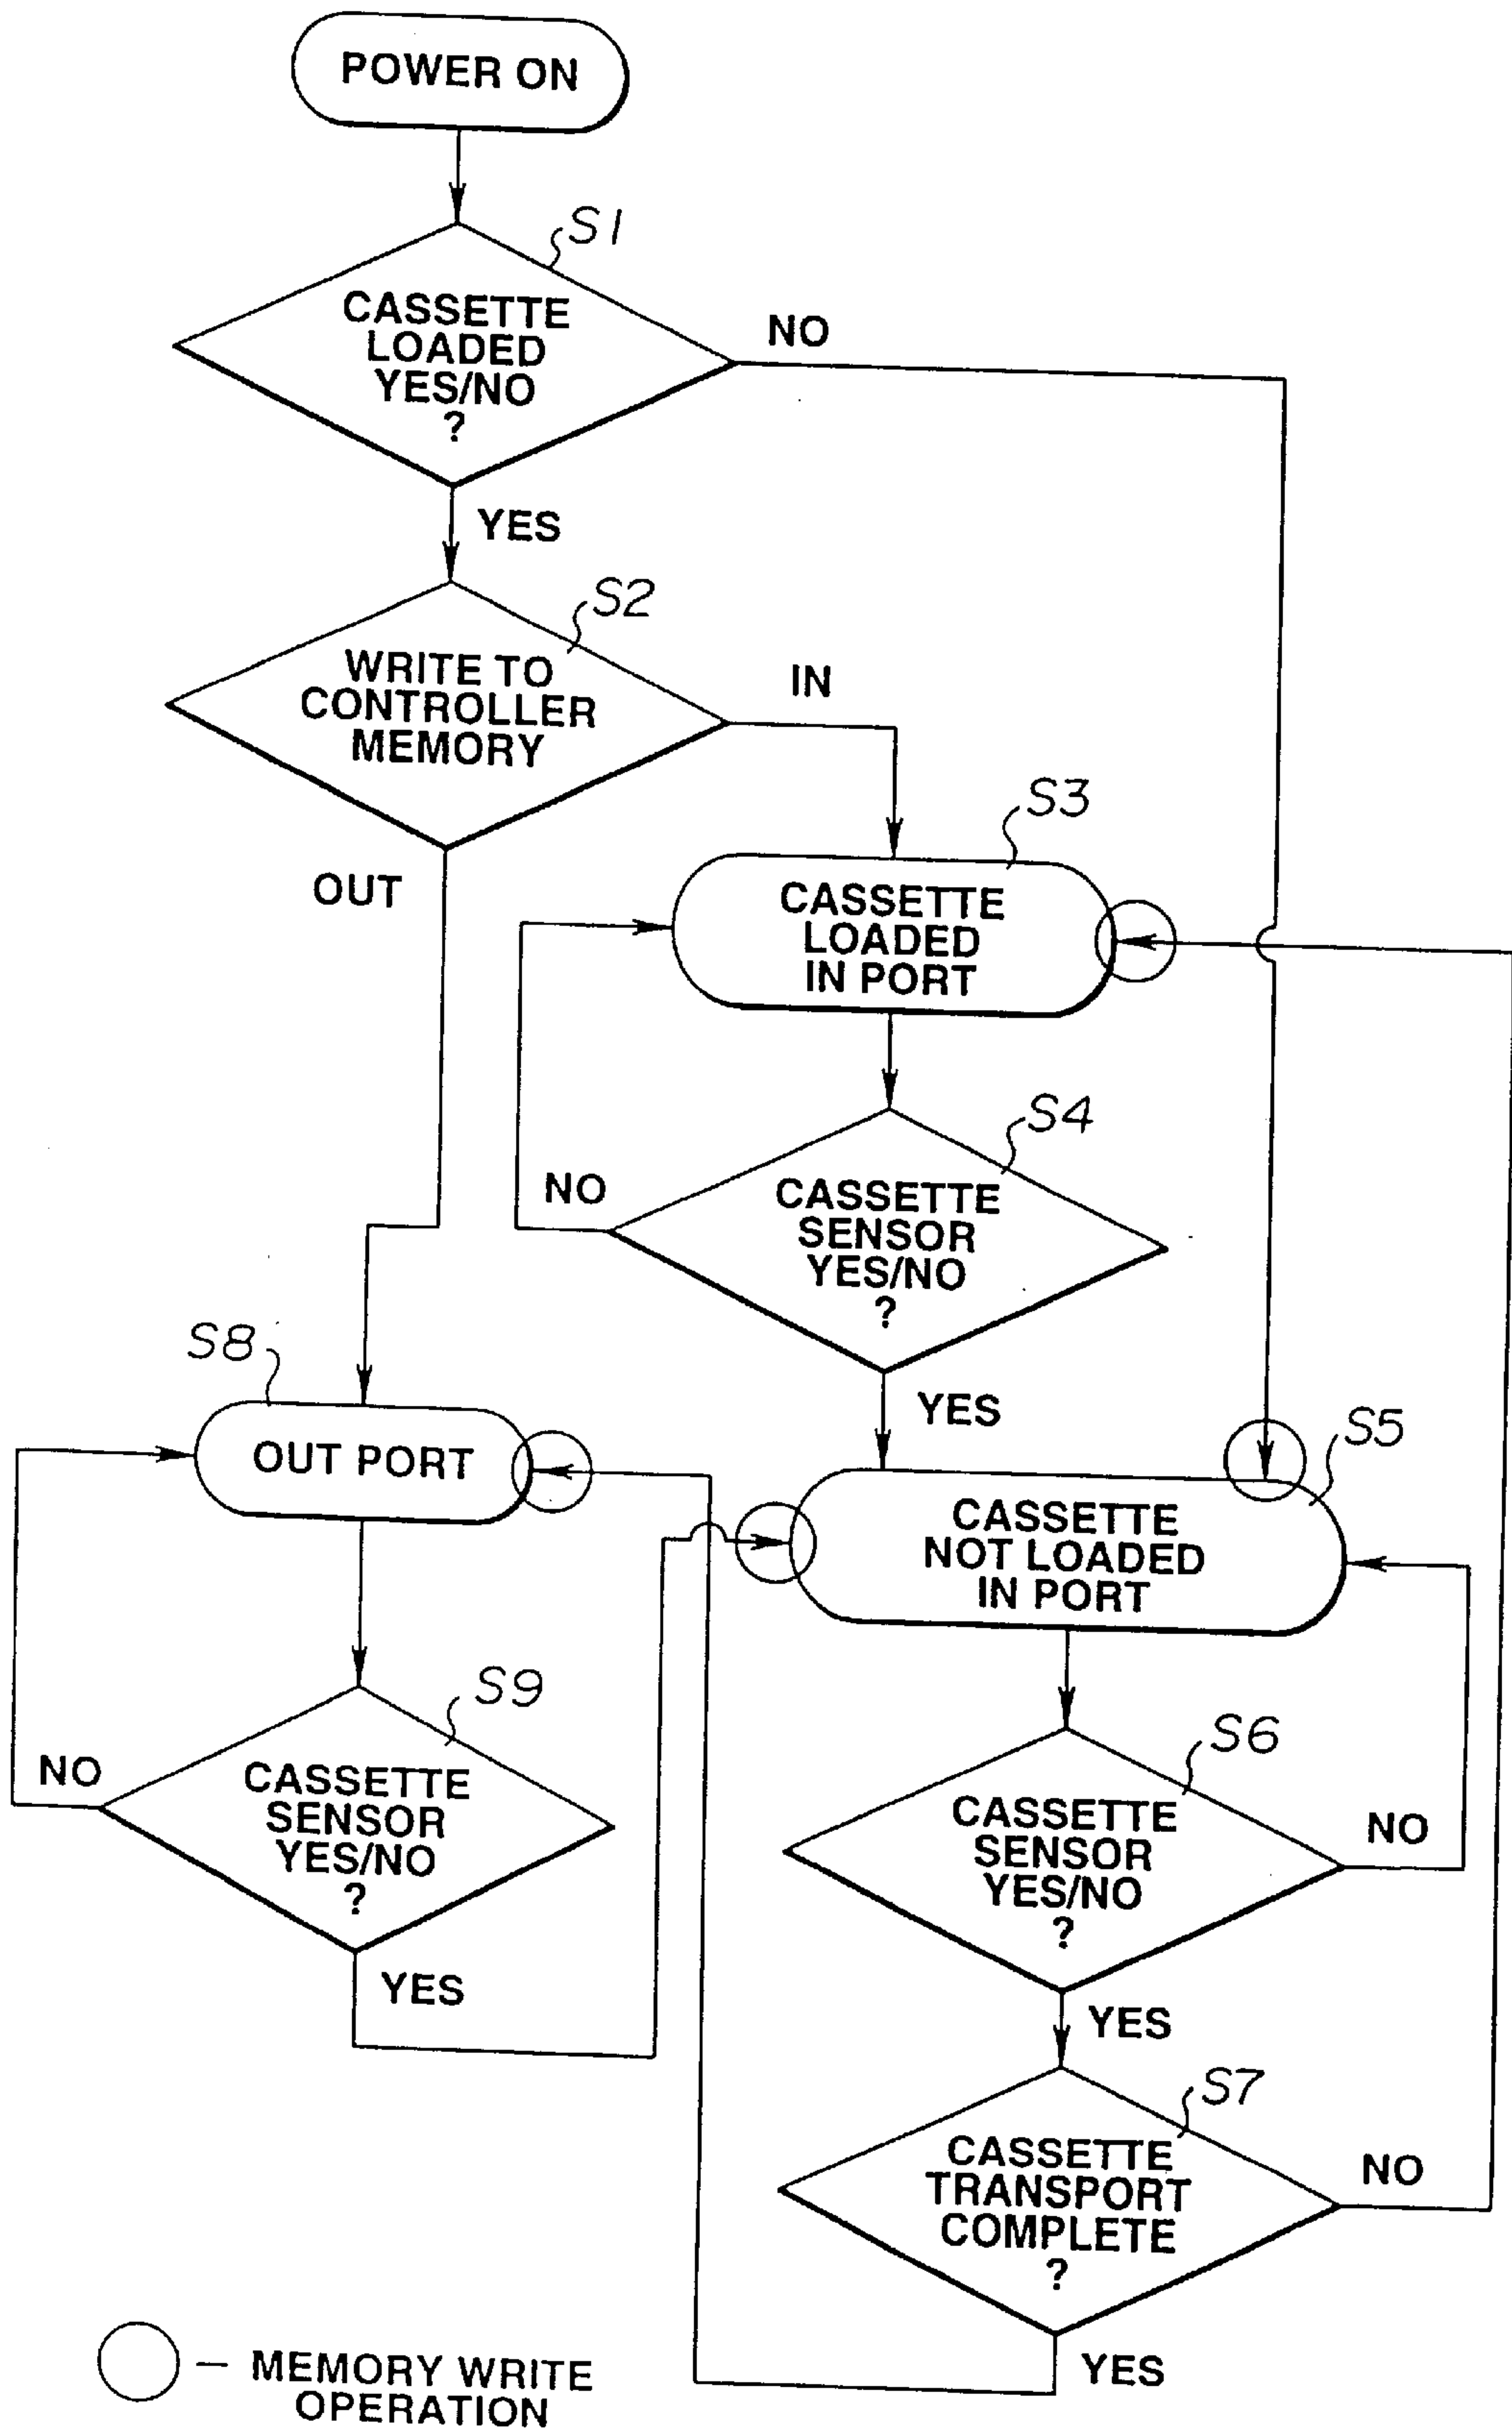 POWER ON
S1
CASSETTE
LOADED
YES/NO
?
NO
YES
S2
WRITE TO
CONTROLLER
MEMORY
IN
OUT
S3
CASSETTE
LOADED
IN PORT
S4
NO
CASSETTE
SENSOR
YES/NO
?
YES
S8
OUT PORT
S5
CASSETTE
NOT LOADED
IN PORT
S9
NO
CASSETTE
SENSOR
YES/NO
?
YES
S6
CASSETTE
SENSOR
YES/NO
?
NO
YES
S7
CASSETTE
TRANSPORT
COMPLETE
?
NO
YES
– MEMORY WRITE
OPERATION